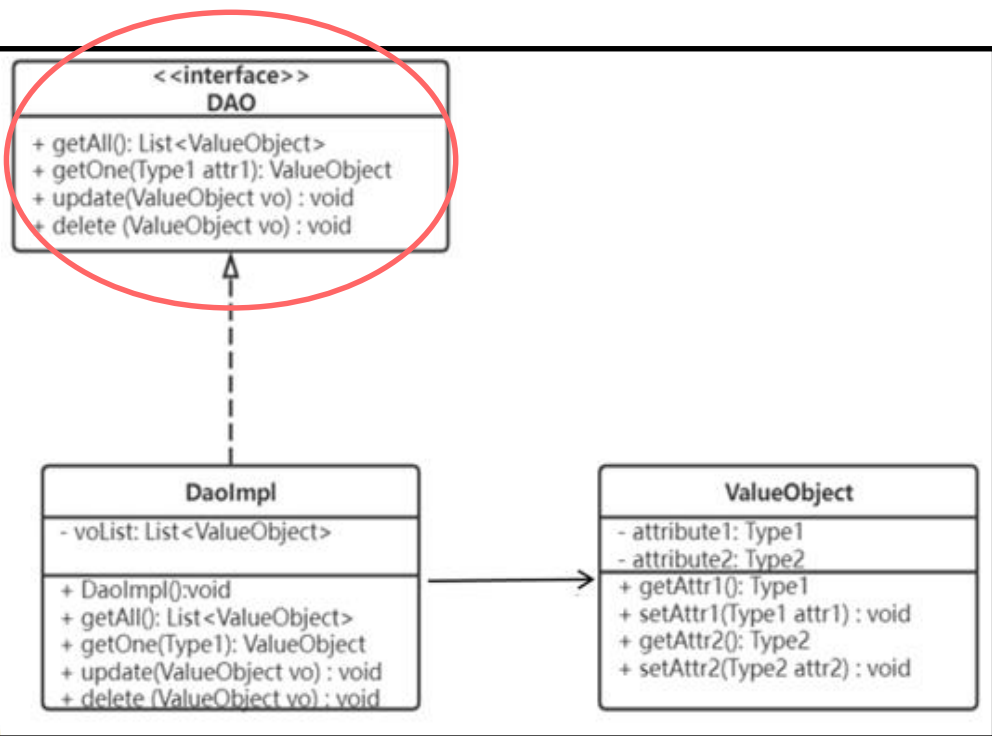 <<interface>>
DAO
+ getAll(): List<ValueObject>
+ getOne(Type1 attr1): ValueObject
+ update(ValueObject vo) : void
+ delete (ValueObject vo) : void
DaoImpl
- voList: List<ValueObject>
+ DaoImpl():void
+ getAll(): List<ValueObject>
+ getOne(Type1): ValueObject
+ update(ValueObject vo) : void
+ delete (ValueObject vo) : void
ValueObject
- attribute1: Type1
- attribute2: Type2
+ getAttr1(): Type1
+ setAttr1(Type1 attr1) : void
+ getAttr2(): Type2
+ setAttr2(Type2 attr2) : void